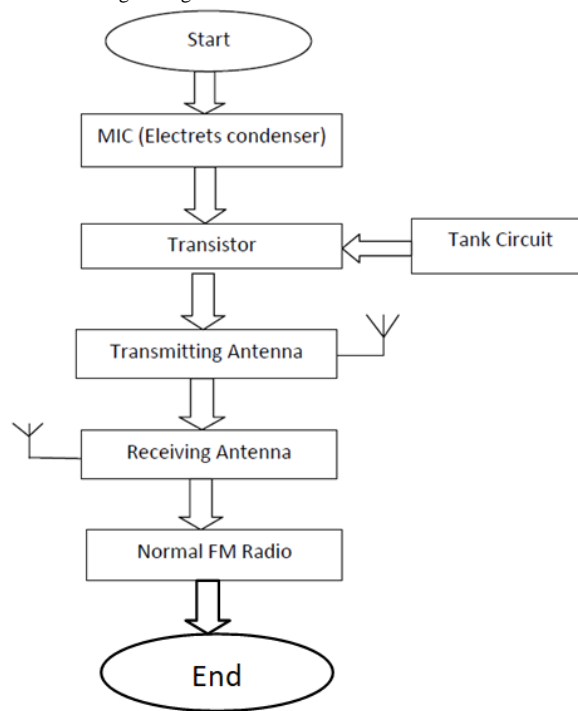 Start
MIC (Electrets condenser)
Transistor
Tank Circuit
Transmitting Antenna
Receiving Antenna
Normal FM Radio
End